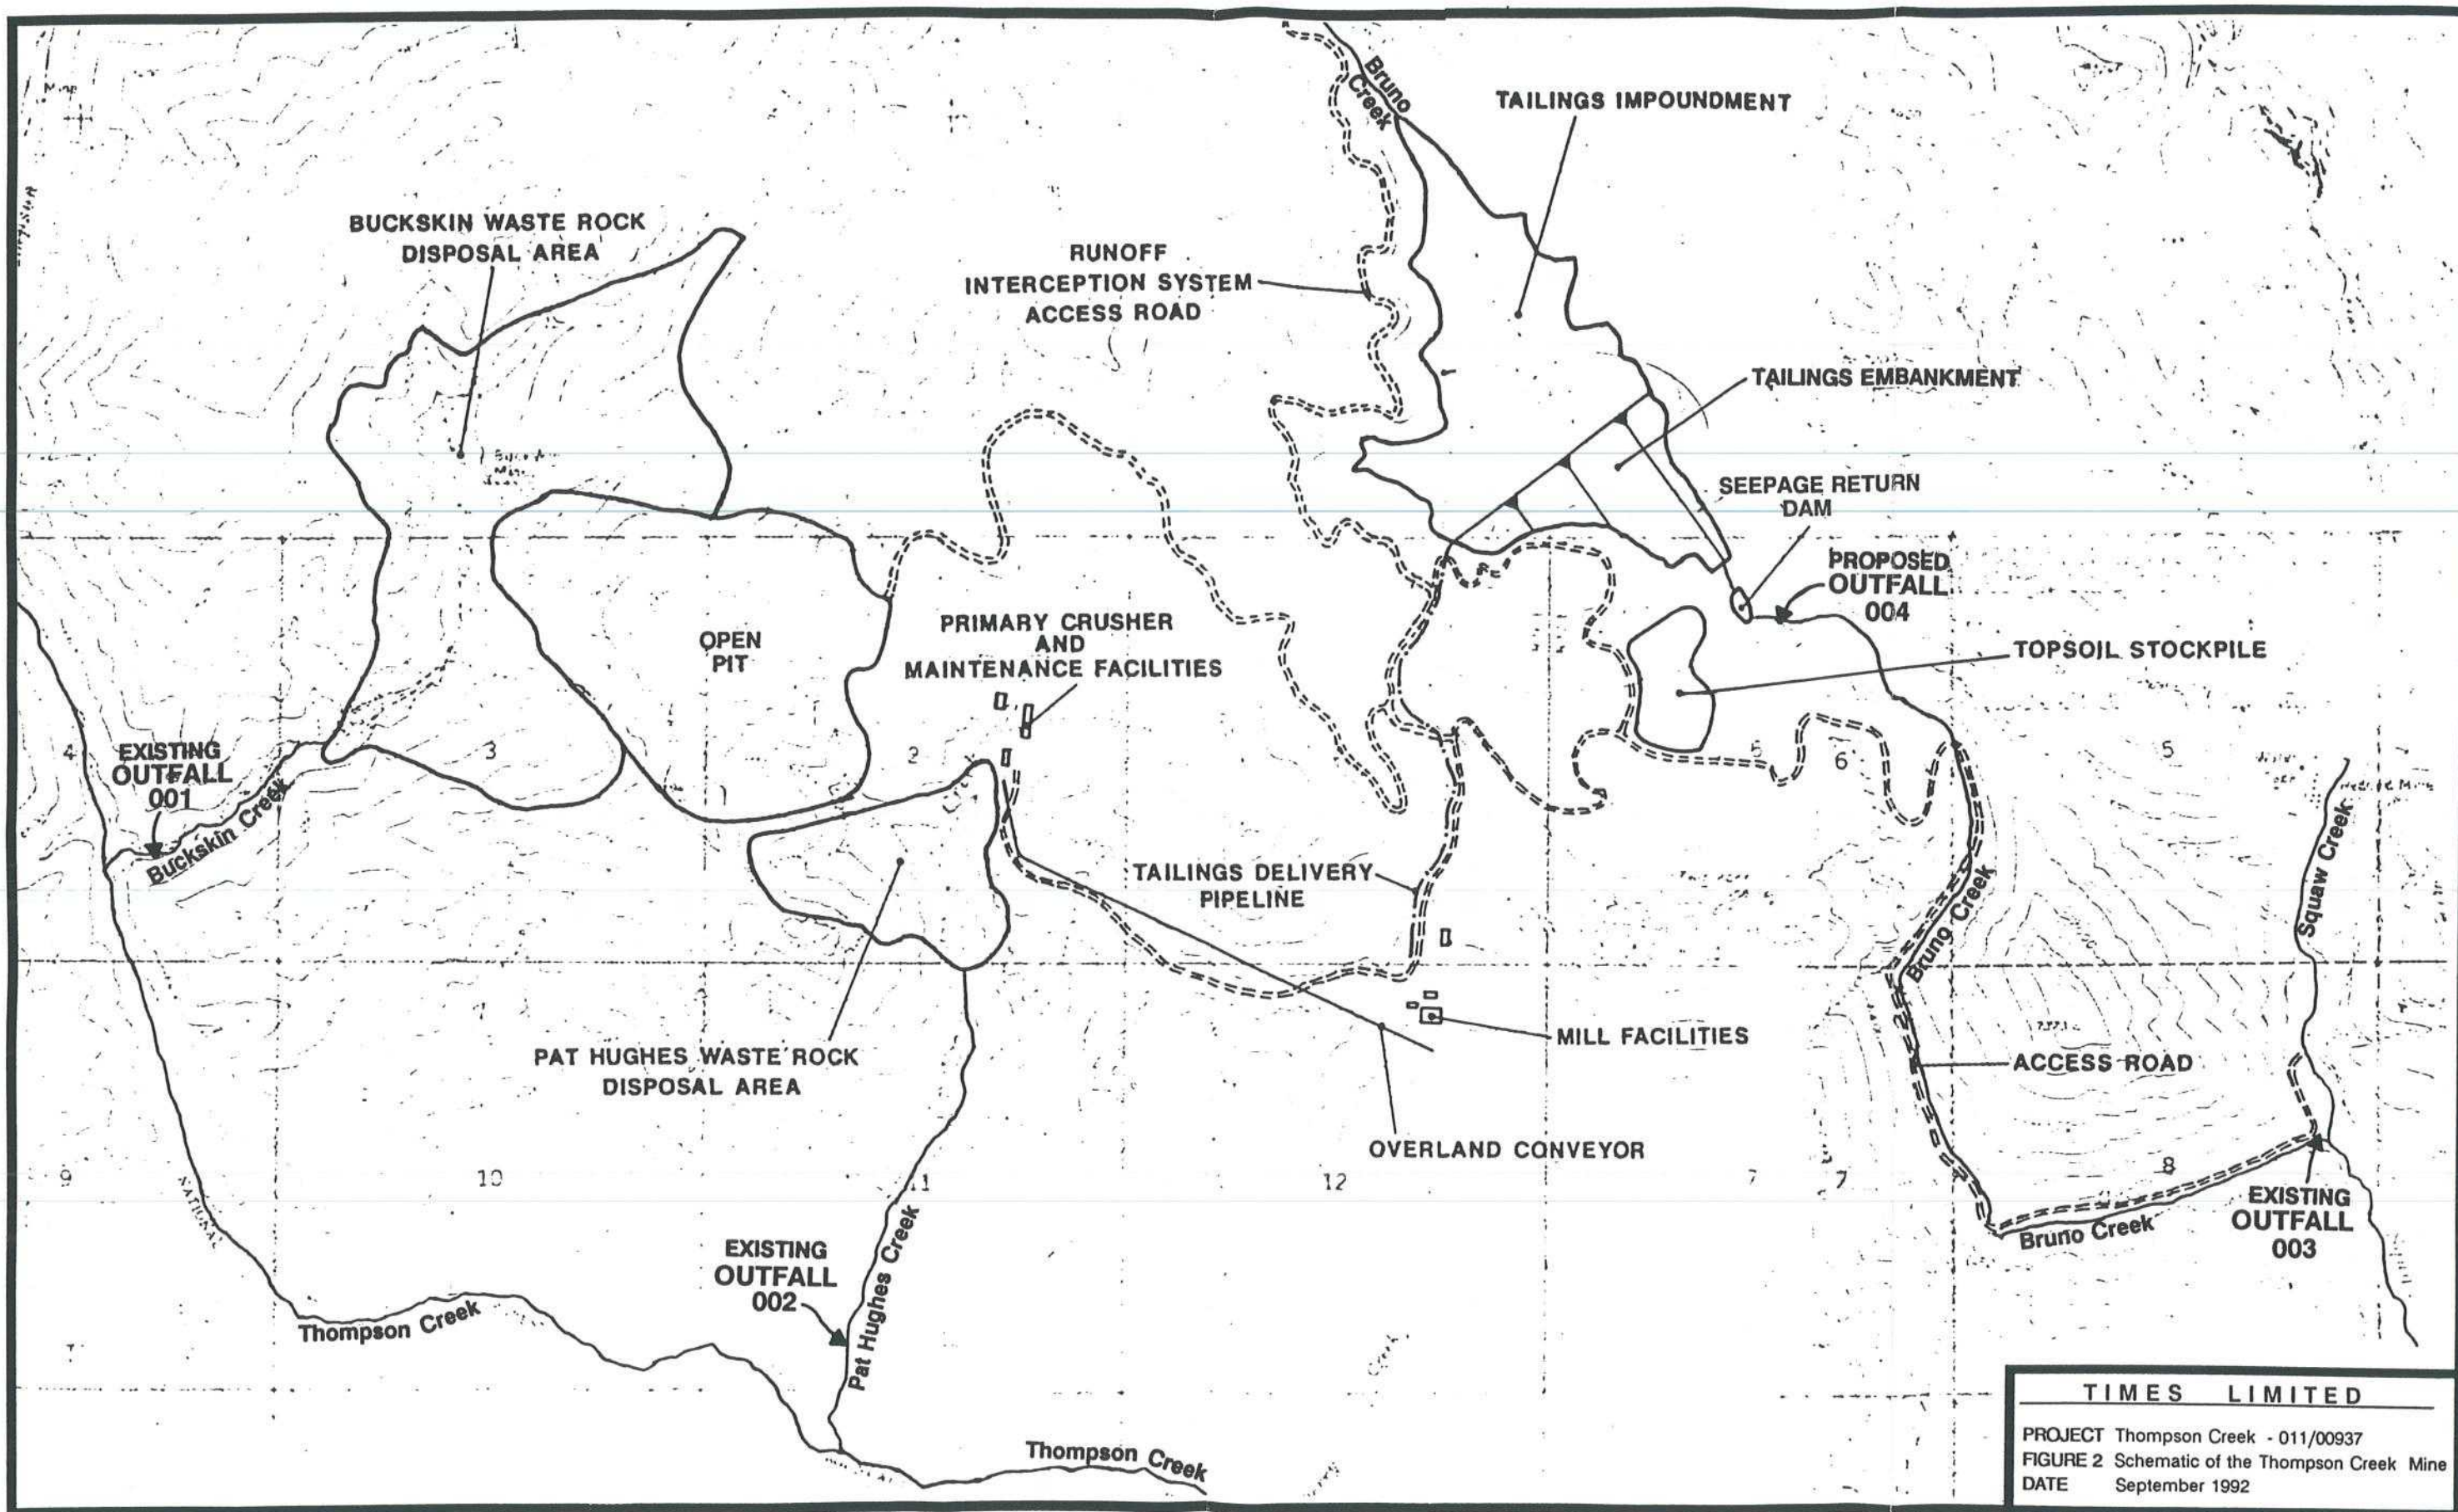 Bruno
Creek
TAILINGS IMPOUNDMENT
BUCKSKIN WASTE ROCK
DISPOSAL AREA
RUNOFF
INTERCEPTION SYSTEM
ACCESS ROAD
TAILINGS EMBANKMENT
SEEPAGE RETURN
DAM
PROPOSED
OUTFALL
004
OPEN
PIT
PRIMARY CRUSHER
AND
MAINTENANCE FACILITIES
TOPSOIL STOCKPILE
4
EXISTING
OUTFALL
001
3
2
6
5
Buckskin Creek
Squaw Creek
TAILINGS DELIVERY
PIPELINE
Bruno Creek
PAT HUGHES WASTE ROCK
DISPOSAL AREA
MILL FACILITIES
ACCESS ROAD
OVERLAND CONVEYOR
9
10
11
12
7
7
8
NATIONAL
EXISTING
OUTFALL
002
Pat Hughes Creek
Bruno Creek
EXISTING
OUTFALL
003
Thompson Creek
Thompson Creek
TIMES LIMITED
PROJECT Thompson Creek - 011/00937
FIGURE 2 Schematic of the Thompson Creek Mine
DATE September 1992